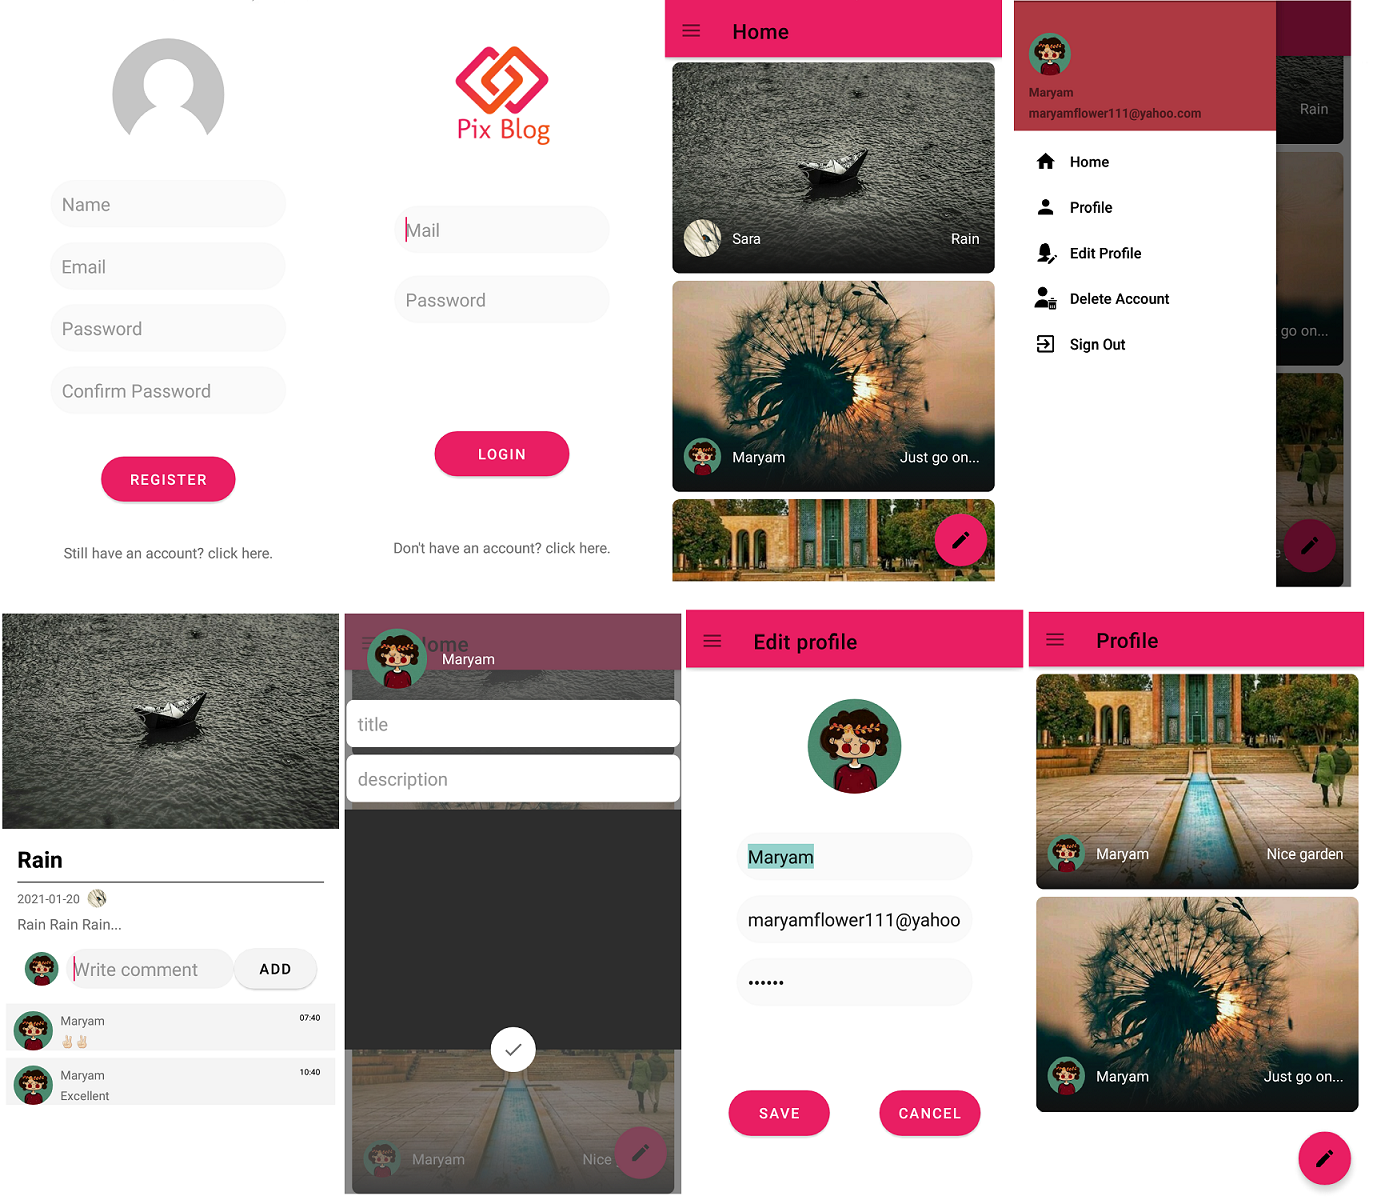 Name
Email
Password
Confirm Password
REGISTER
Still have an account? click here.
Pix Blog
Mail
Password
LOGIN
Don't have an account? click here.
Home
Sara
Rain
Maryam
Just go on...
Maryam
maryamflower111@yahoo.com
Home
Profile
Edit Profile
Delete Account
Sign Out
Rain
go on...
e
Rain
2021-01-20
Rain Rain Rain...
Write comment
ADD
Maryam
07:40
✌🏻✌🏻
Maryam
10:40
Excellent
Home
Maryam
title
description
Maryam
Nice
Edit profile
Maryam
maryamflower111@yahoo
••••••
SAVE
CANCEL
Profile
Maryam
Nice garden
Maryam
Just go on...